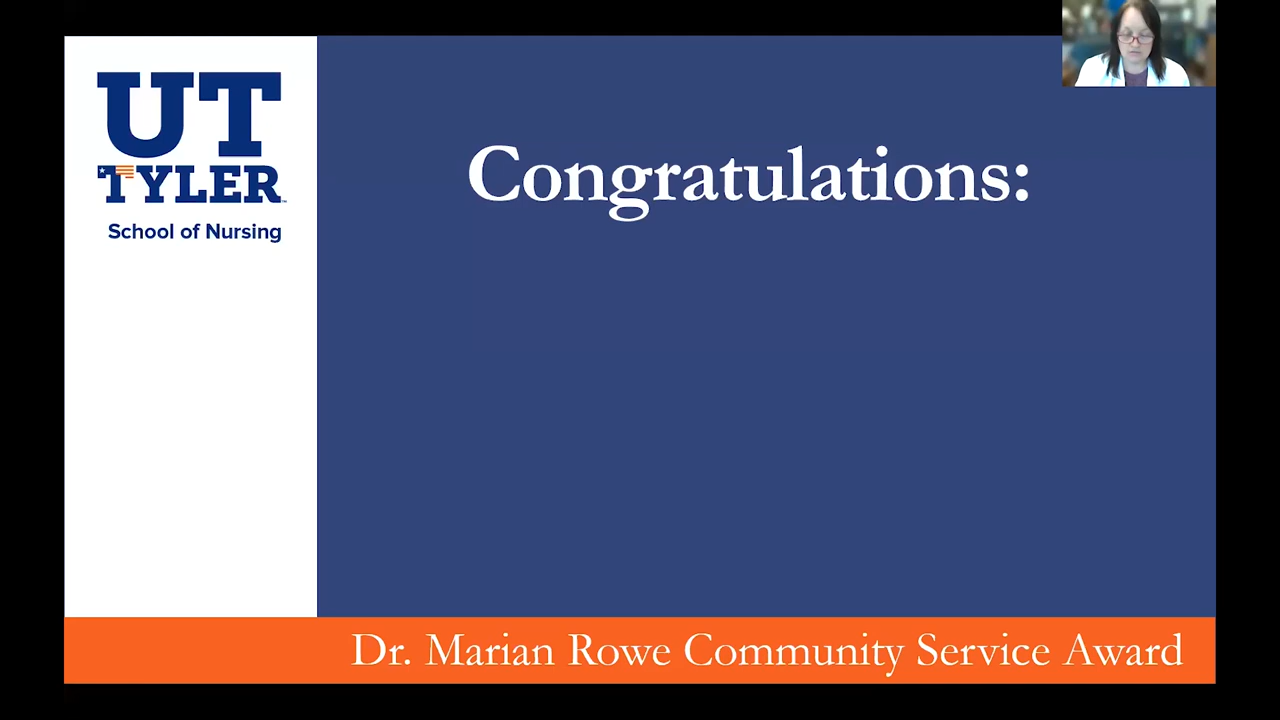 UT
TYLER
School of Nursing
Congratulations:
Dr. Marian Rowe Community Service Award